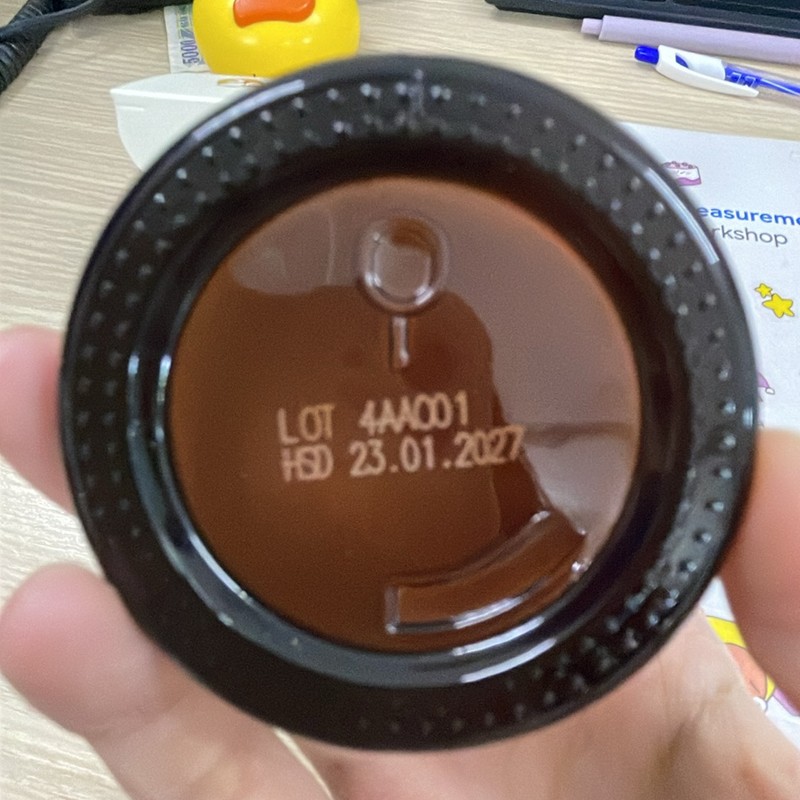 5000
easureme
rkshop
LOT 4AA001
HSD 23.01.2027